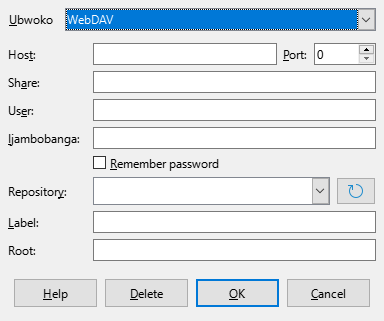 Ubwoko WebDAV
Host: Port: 0
Share:
User:
Ijambobanga:
Remember password
Repository:
Label:
Root:
Help Delete OK Cancel